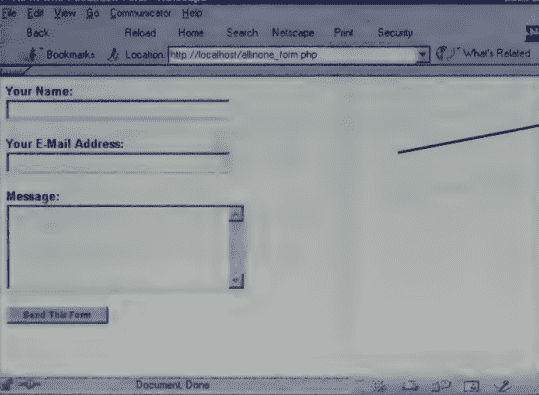 File Edit View Go Communicator Help
Back Reload Home Search Netscape Print Security
Bookmarks Location http://localhost/allinone_form.php What's Related
Your Name:
Your E-Mail Address:
Message:
Send This Form
Document: Done